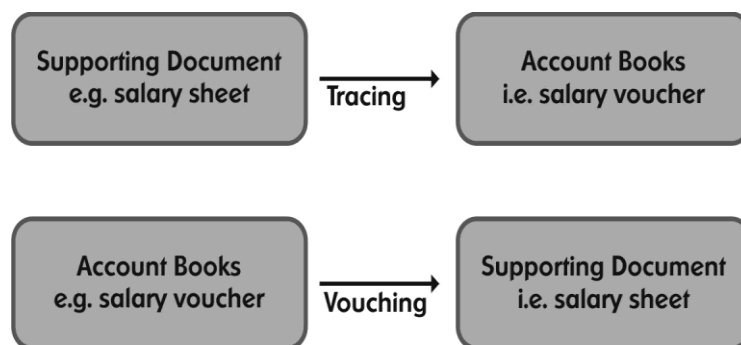 Supporting Document
e.g. salary sheet
Tracing
Account Books
i.e. salary voucher
Account Books
e.g. salary voucher
Vouching
Supporting Document
i.e. salary sheet